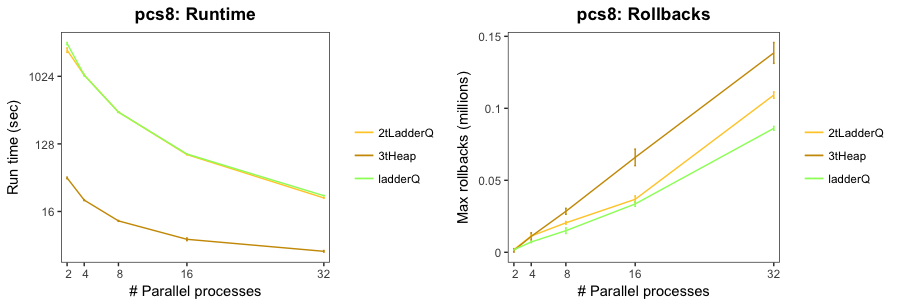 pcs8: Runtime
Run time (sec)
1024
128
16
2 4 8 16 32
# Parallel processes
2tLadderQ
3tHeap
ladderQ
pcs8: Rollbacks
Max rollbacks (millions)
0.15
0.1
0.05
0
2 4 8 16 32
# Parallel processes
2tLadderQ
3tHeap
ladderQ